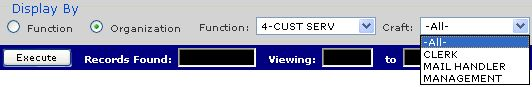 Display By
Function Organization Function: 4-CUST SERV Craft: -All-
-All-
CLERK
MAIL HANDLER
MANAGEMENT
Execute Records Found: Viewing: to